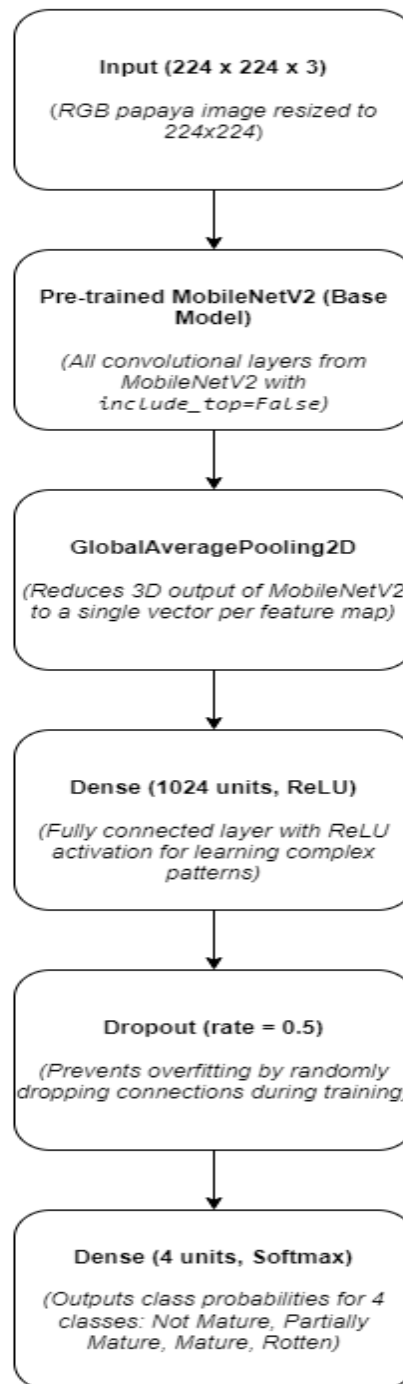 Input (224 x 224 x 3)
(RGB papaya image resized to
224x224)
Pre-trained MobileNetV2 (Base
Model)
(All convolutional layers from
MobileNetV2 with
include_top=False)
GlobalAveragePooling2D
(Reduces 3D output of MobileNetV2
to a single vector per feature map)
Dense (1024 units, ReLU)
(Fully connected layer with ReLU
activation for learning complex
patterns)
Dropout (rate = 0.5)
(Prevents overfitting by randomly
dropping connections during training)
Dense (4 units, Softmax)
(Outputs class probabilities for 4
classes: Not Mature, Partially
Mature, Mature, Rotten)